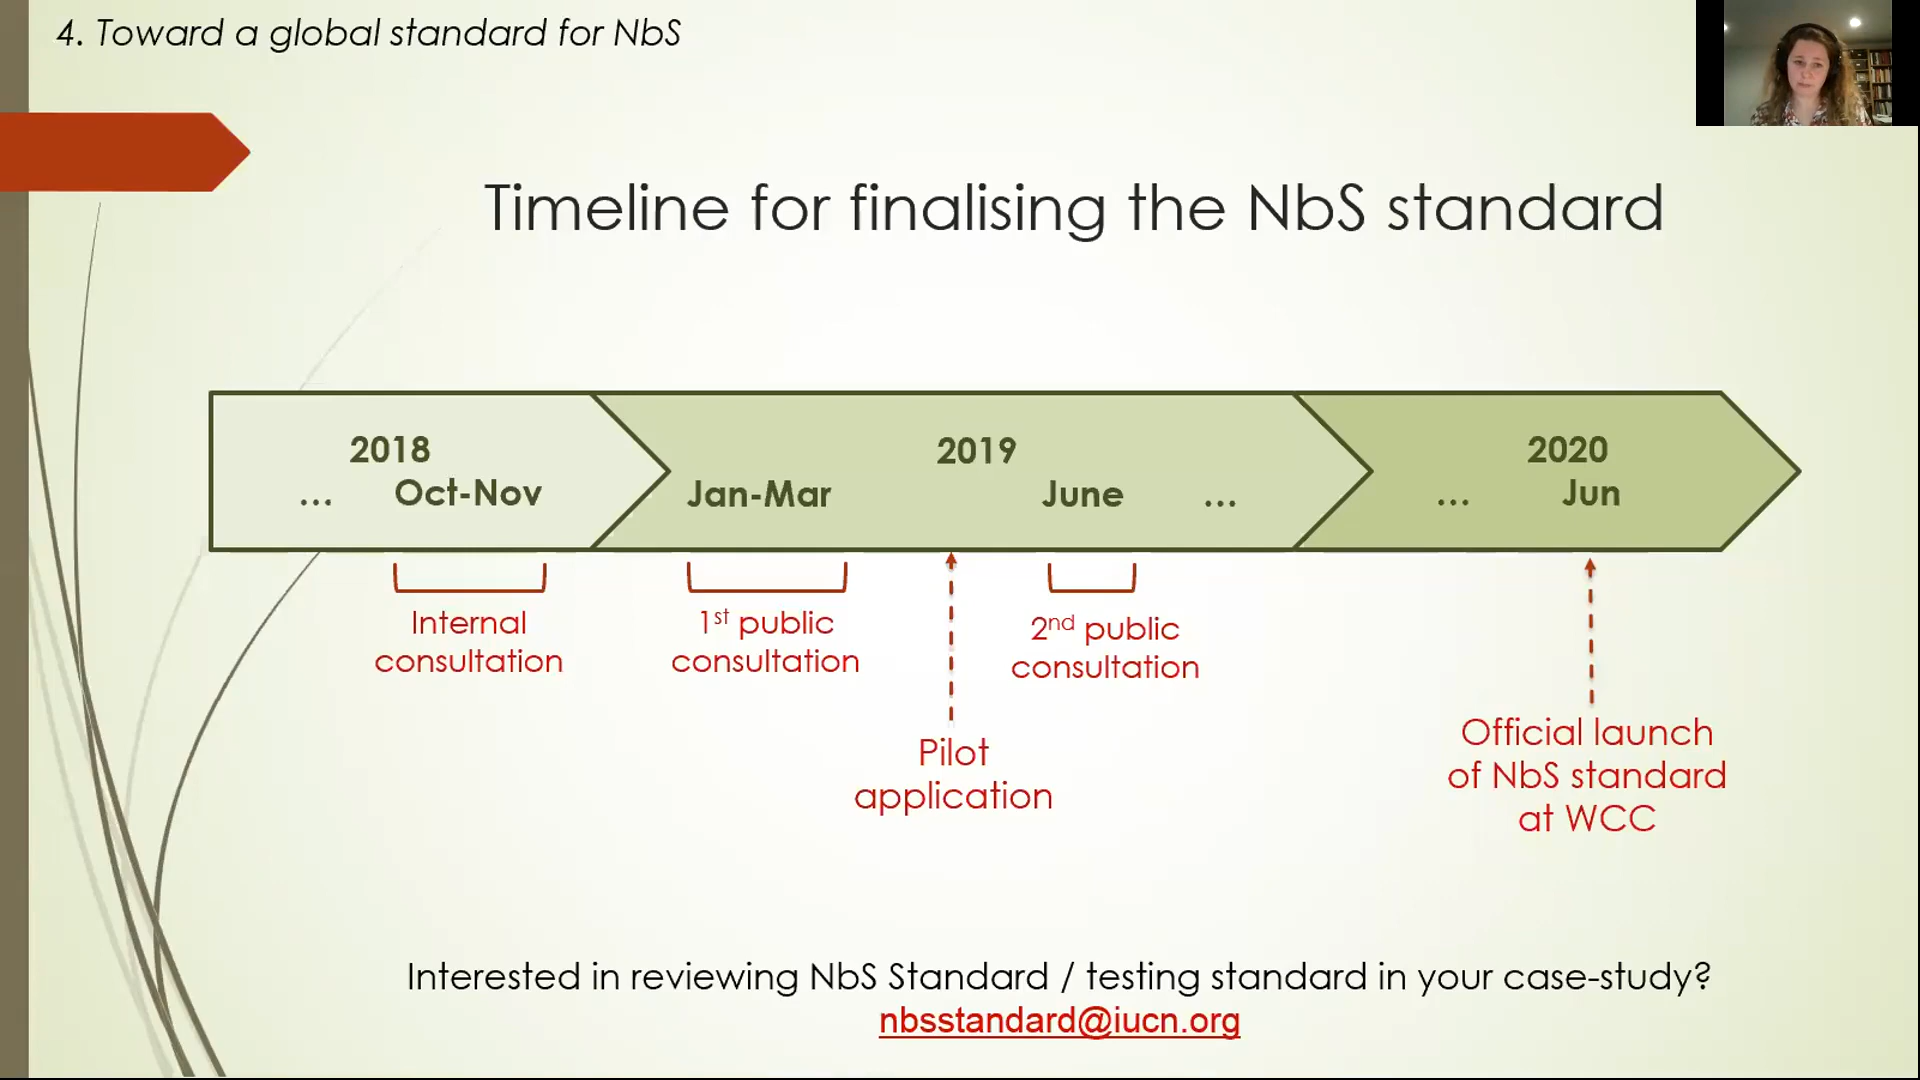 4. Toward a global standard for NbS
Timeline for finalising the NbS standard
2018
... Oct-Nov
2019
Jan-Mar June ...
2020
... Jun
Internal
consultation
1st public
consultation
2nd public
consultation
Pilot
application
Official launch
of NbS standard
at WCC
Interested in reviewing NbS Standard / testing standard in your case-study?
nbsstandard@iucn.org